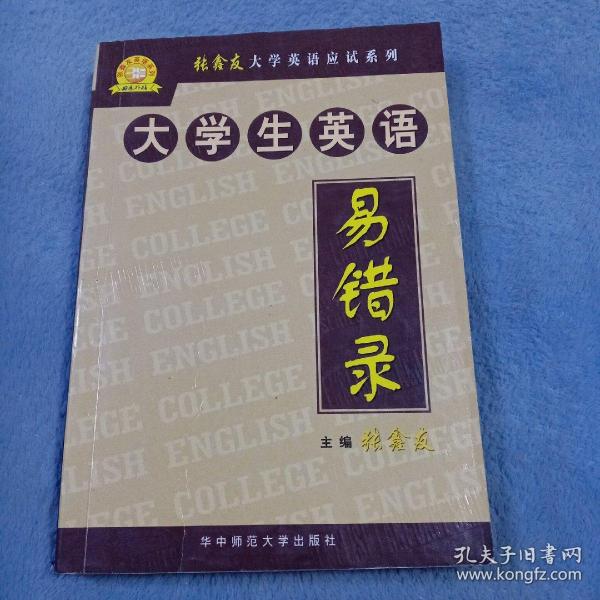 张鑫友大学英语应试系列
大学生英语
易错录
主编 张鑫友
华中师范大学出版社
COLLEGE ENGLISH
孔夫子旧书网
www.kongfz.com